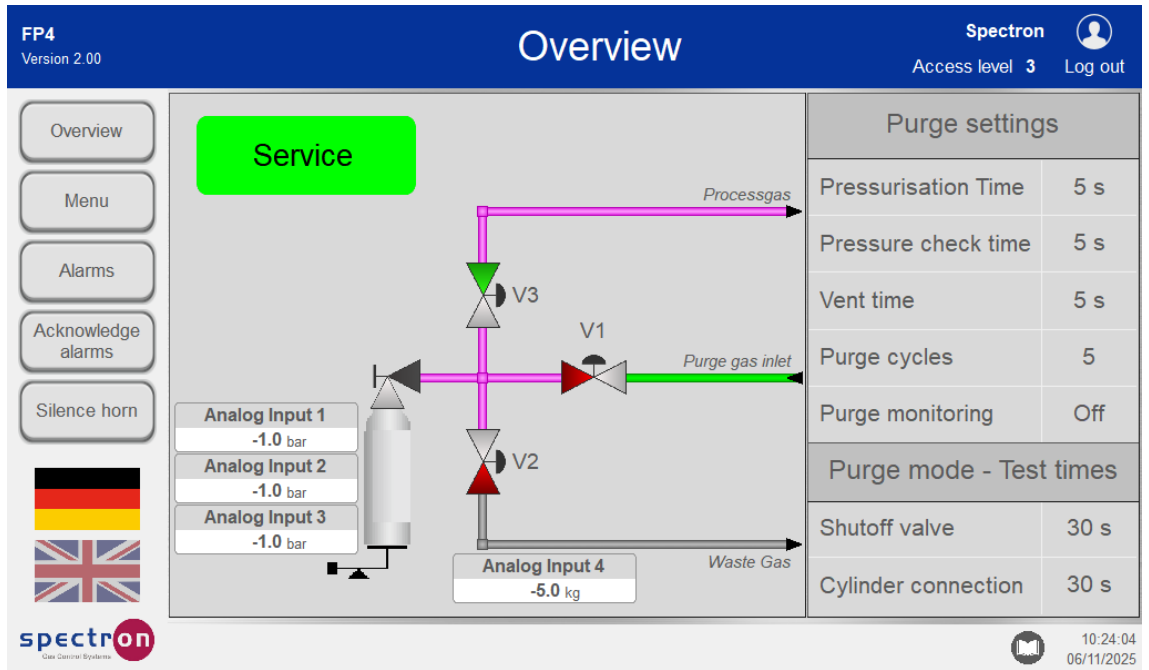 FP4
Version 2.00
Overview
Spectron
Access level 3
Log out
Overview
Menu
Alarms
Acknowledge
alarms
Silence horn
Service
Processgas
V3
V1
Purge gas inlet
Analog Input 1
-1.0 bar
Analog Input 2
-1.0 bar
Analog Input 3
-1.0 bar
V2
Waste Gas
Analog Input 4
-5.0 kg
Purge settings
Pressurisation Time 5 s
Pressure check time 5 s
Vent time 5 s
Purge cycles 5
Purge monitoring Off
Purge mode - Test times
Shutoff valve 30 s
Cylinder connection 30 s
spectron
Gas Control Systems
10:24:04
06/11/2025